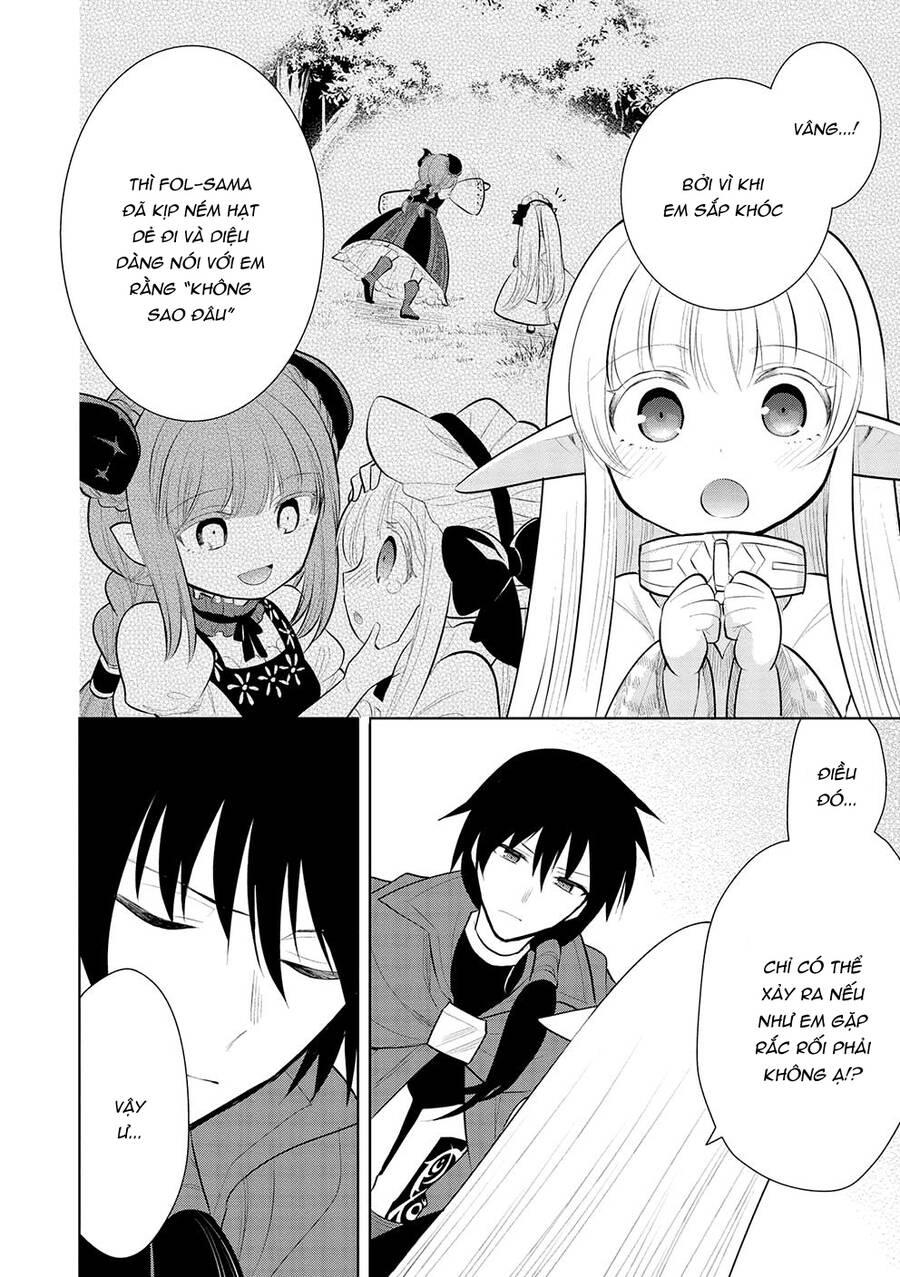 VÂNG...!
BỞI VÌ KHI
EM SẮP KHÓC
THÌ FOL-SAMA
ĐÃ KỊP NÉM HẠT
DẺ ĐI VÀ DIỆU
DÀNG NÓI VỚI EM
RẰNG "KHÔNG
SAO ĐÂU"
ĐIỀU
ĐÓ...
CHỈ CÓ THỂ
XẢY RA NẾU
NHƯ EM GẶP
RẮC RỐI PHẢI
KHÔNG Ạ!?
VẬY
Ư...